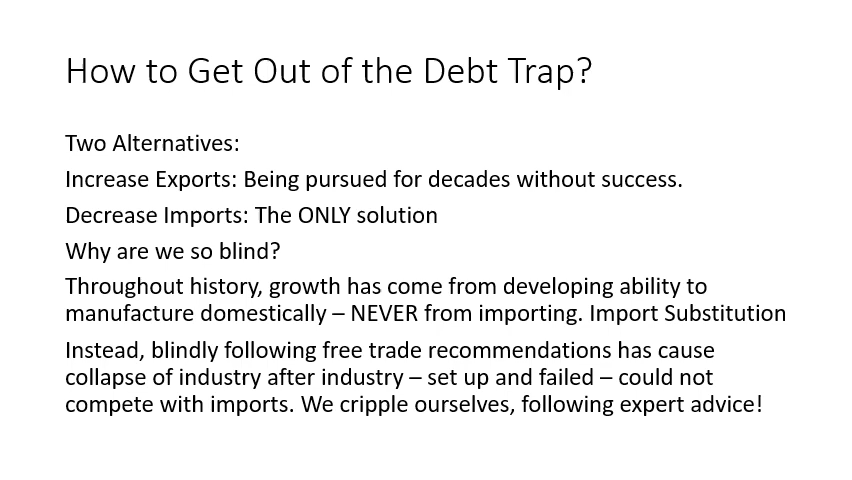 How to Get Out of the Debt Trap?
Two Alternatives:
Increase Exports: Being pursued for decades without success.
Decrease Imports: The ONLY solution
Why are we so blind?
Throughout history, growth has come from developing ability to
manufacture domestically – NEVER from importing. Import Substitution
Instead, blindly following free trade recommendations has cause
collapse of industry after industry – set up and failed – could not
compete with imports. We cripple ourselves, following expert advice!